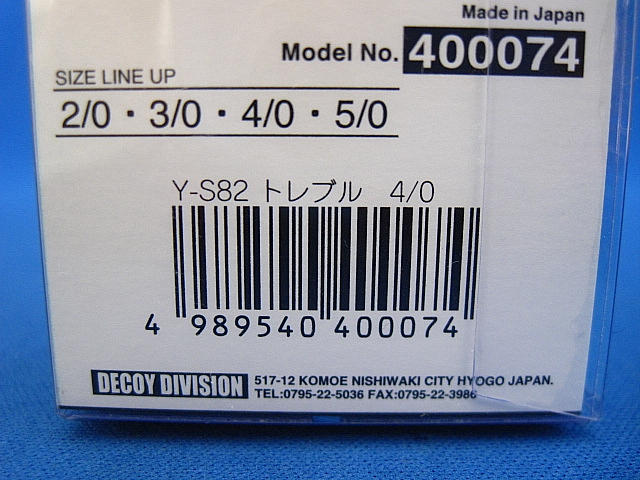 Made in Japan
Model No. 400074
SIZE LINE UP
2/0・3/0・4/0・5/0
Y-S82 トレブル 4/0
4 989540 400074
DECOY DIVISION 517-12 KOMOE NISHIWAKI CITY HYOGO JAPAN.
TEL:0795-22-5036 FAX:0795-22-3986